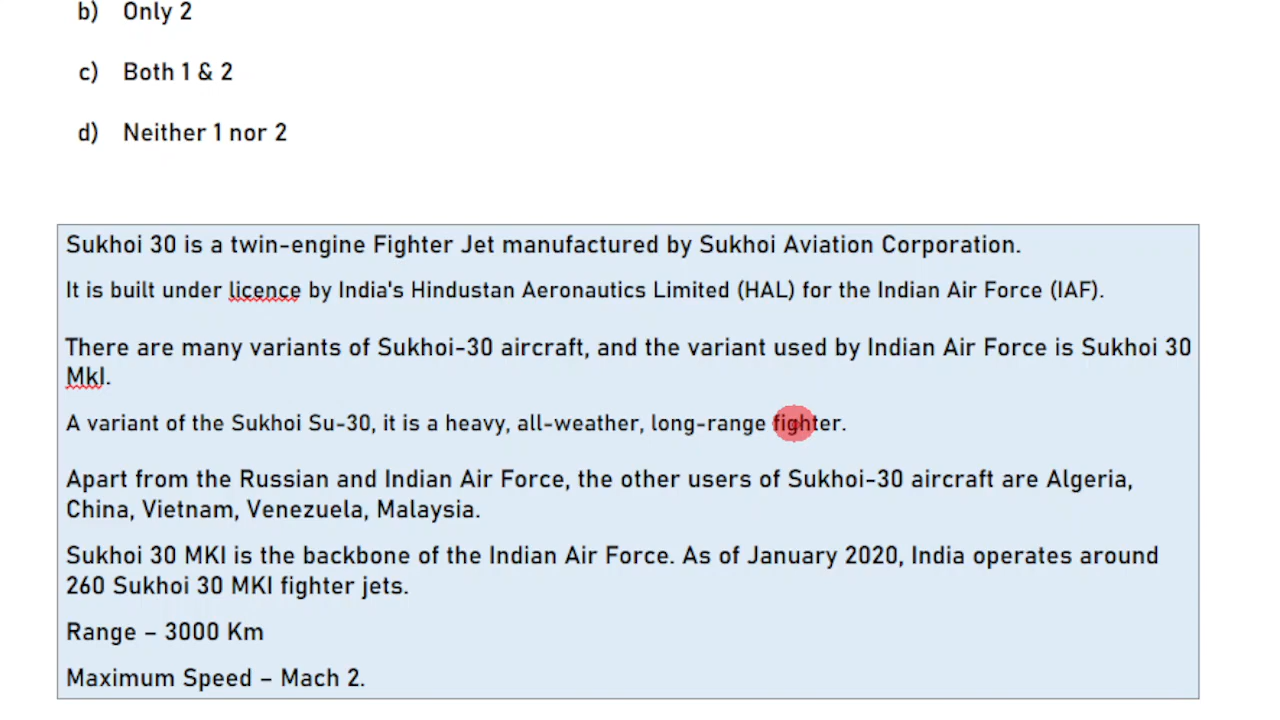 b) Only 2
c) Both 1 & 2
d) Neither 1 nor 2
Sukhoi 30 is a twin-engine Fighter Jet manufactured by Sukhoi Aviation Corporation.
It is built under licence by India's Hindustan Aeronautics Limited (HAL) for the Indian Air Force (IAF).
There are many variants of Sukhoi-30 aircraft, and the variant used by Indian Air Force is Sukhoi 30
MkI.
A variant of the Sukhoi Su-30, it is a heavy, all-weather, long-range fighter.
Apart from the Russian and Indian Air Force, the other users of Sukhoi-30 aircraft are Algeria,
China, Vietnam, Venezuela, Malaysia.
Sukhoi 30 MKI is the backbone of the Indian Air Force. As of January 2020, India operates around
260 Sukhoi 30 MKI fighter jets.
Range – 3000 Km
Maximum Speed – Mach 2.